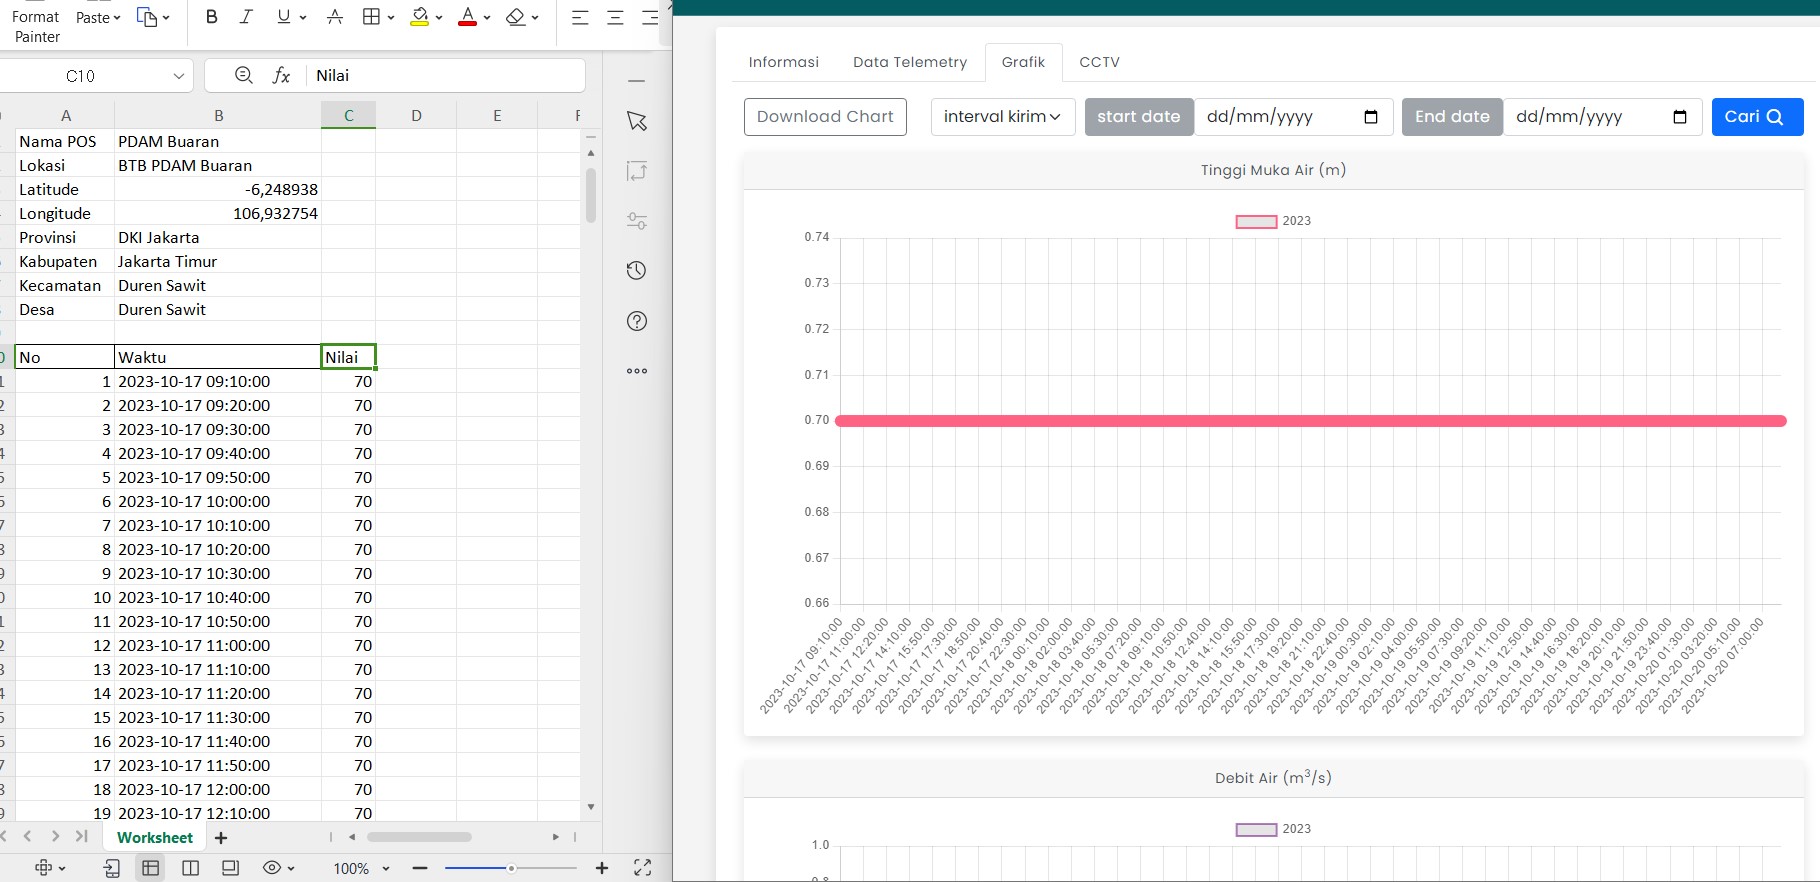 Format Painter
Paste
B I U A A
C10
fx Nilai
A B C D E F
Nama POS PDAM Buaran
Lokasi BTB PDAM Buaran
Latitude -6,248938
Longitude 106,932754
Provinsi DKI Jakarta
Kabupaten Jakarta Timur
Kecamatan Duren Sawit
Desa Duren Sawit
No Waktu Nilai
1 2023-10-17 09:10:00 70
2 2023-10-17 09:20:00 70
3 2023-10-17 09:30:00 70
4 2023-10-17 09:40:00 70
5 2023-10-17 09:50:00 70
6 2023-10-17 10:00:00 70
7 2023-10-17 10:10:00 70
8 2023-10-17 10:20:00 70
9 2023-10-17 10:30:00 70
10 2023-10-17 10:40:00 70
11 2023-10-17 10:50:00 70
12 2023-10-17 11:00:00 70
13 2023-10-17 11:10:00 70
14 2023-10-17 11:20:00 70
15 2023-10-17 11:30:00 70
16 2023-10-17 11:40:00 70
17 2023-10-17 11:50:00 70
18 2023-10-17 12:00:00 70
19 2023-10-17 12:10:00 70
Worksheet
100%
Informasi Data Telemetry Grafik CCTV
Download Chart interval kirim start date dd/mm/yyyy End date dd/mm/yyyy Cari
Tinggi Muka Air (m)
2023
0.74
0.73
0.72
0.71
0.70
0.69
0.68
0.67
0.66
2023-10-17 09:10:00
2023-10-17 11:00:00
2023-10-17 12:20:00
2023-10-17 14:10:00
2023-10-17 15:50:00
2023-10-17 17:30:00
2023-10-17 18:50:00
2023-10-17 20:40:00
2023-10-17 22:30:00
2023-10-18 00:10:00
2023-10-18 02:00:00
2023-10-18 03:40:00
2023-10-18 05:30:00
2023-10-18 07:20:00
2023-10-18 09:10:00
2023-10-18 10:50:00
2023-10-18 12:40:00
2023-10-18 14:10:00
2023-10-18 15:50:00
2023-10-18 17:30:00
2023-10-18 19:20:00
2023-10-18 21:10:00
2023-10-18 22:40:00
2023-10-19 00:30:00
2023-10-19 02:10:00
2023-10-19 04:00:00
2023-10-19 05:50:00
2023-10-19 07:30:00
2023-10-19 09:20:00
2023-10-19 11:10:00
2023-10-19 12:50:00
2023-10-19 14:40:00
2023-10-19 16:30:00
2023-10-19 18:20:00
2023-10-19 20:10:00
2023-10-19 21:50:00
2023-10-19 23:40:00
2023-10-20 01:30:00
2023-10-20 03:20:00
2023-10-20 05:10:00
2023-10-20 07:00:00
Debit Air (m³/s)
2023
1.0